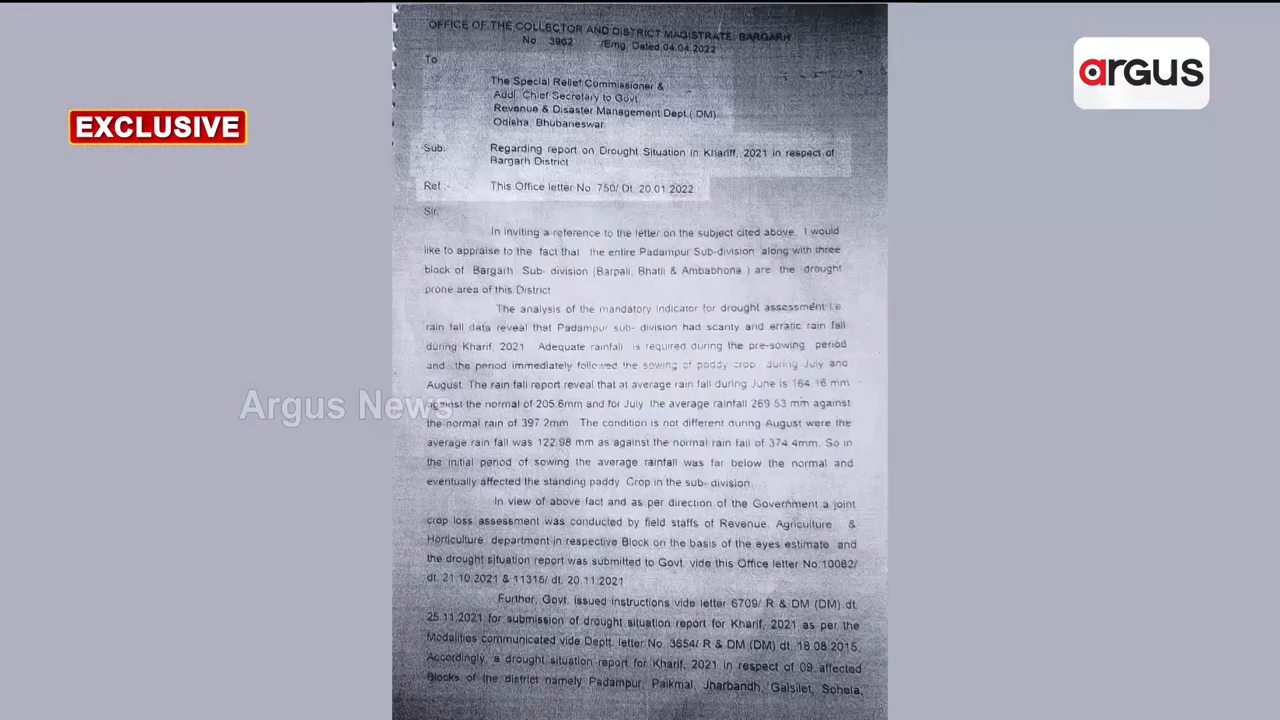 OFFICE OF THE COLLECTOR AND DISTRICT MAGISTRATE: BARGARH
No 3962 /Emg. Dated 04.04.2022
To
The Special Relief Commissioner &
Addl. Chief Secretary to Govt.
Revenue & Disaster Management Dept.( DM).
Odisha, Bhubaneswar.
Sub. Regarding report on Drought Situation in Khariff, 2021 in respect of
Bargarh District
Ref :- This Office letter No. 750/ Dt. 20.01.2022.
Sir,
In inviting a reference to the letter on the subject cited above, I would
like to appraise to the fact that the entire Padampur Sub-division along with three
block of Bargarh Sub- division (Barpali, Bhatli & Ambabhona ) are the drought
prone area of this District
The analysis of the mandatory indicator for drought assessment i.e.
rain fall data reveal that Padampur sub- division had scanty and erratic rain fall
during Kharif, 2021 Adequate rainfall is required during the pre-sowing period
and the period immediately followed the sowing of paddy crop during July and
August. The rain fall report reveal that at average rain fall during June is 164.16 mm
against the normal of 205.6mm and for July the average rainfall 269.53 mm against
the normal rain of 397.2mm. The condition is not different during August were the
average rain fall was 122.98 mm as against the normal rain fall of 374.4mm. So in
the initial period of sowing the average rainfall was far below the normal and
eventually affected the standing paddy Crop in the sub- division.
In view of above fact and as per direction of the Government a joint
crop loss assessment was conducted by field staffs of Revenue, Agriculture &
Horticulture department in respective Block on the basis of the eyes estimate and
the drought situation report was submitted to Govt. vide this Office letter No.10082/
dt. 21.10.2021 & 11316/ dt. 20.11.2021
Further, Govt. issued instructions vide letter 6709/ R & DM (DM) dt.
25.11.2021 for submission of drought situation report for Kharif, 2021 as per the
Modalities communicated vide Deptt. letter No. 3654/ R & DM (DM) dt. 18.08.2015.
Accordingly, a drought situation report for Kharif, 2021 in respect of 09 affected
Blocks of the district namely Padampur, Paikmal, Jharbandh, Gaisilet, Sohela,
EXCLUSIVE
argus
Argus News